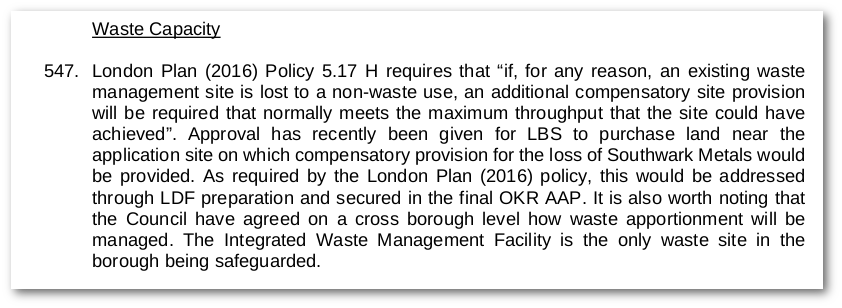 Waste Capacity
547. London Plan (2016) Policy 5.17 H requires that “if, for any reason, an existing waste
management site is lost to a non-waste use, an additional compensatory site provision
will be required that normally meets the maximum throughput that the site could have
achieved”. Approval has recently been given for LBS to purchase land near the
application site on which compensatory provision for the loss of Southwark Metals would
be provided. As required by the London Plan (2016) policy, this would be addressed
through LDF preparation and secured in the final OKR AAP. It is also worth noting that
the Council have agreed on a cross borough level how waste apportionment will be
managed. The Integrated Waste Management Facility is the only waste site in the
borough being safeguarded.